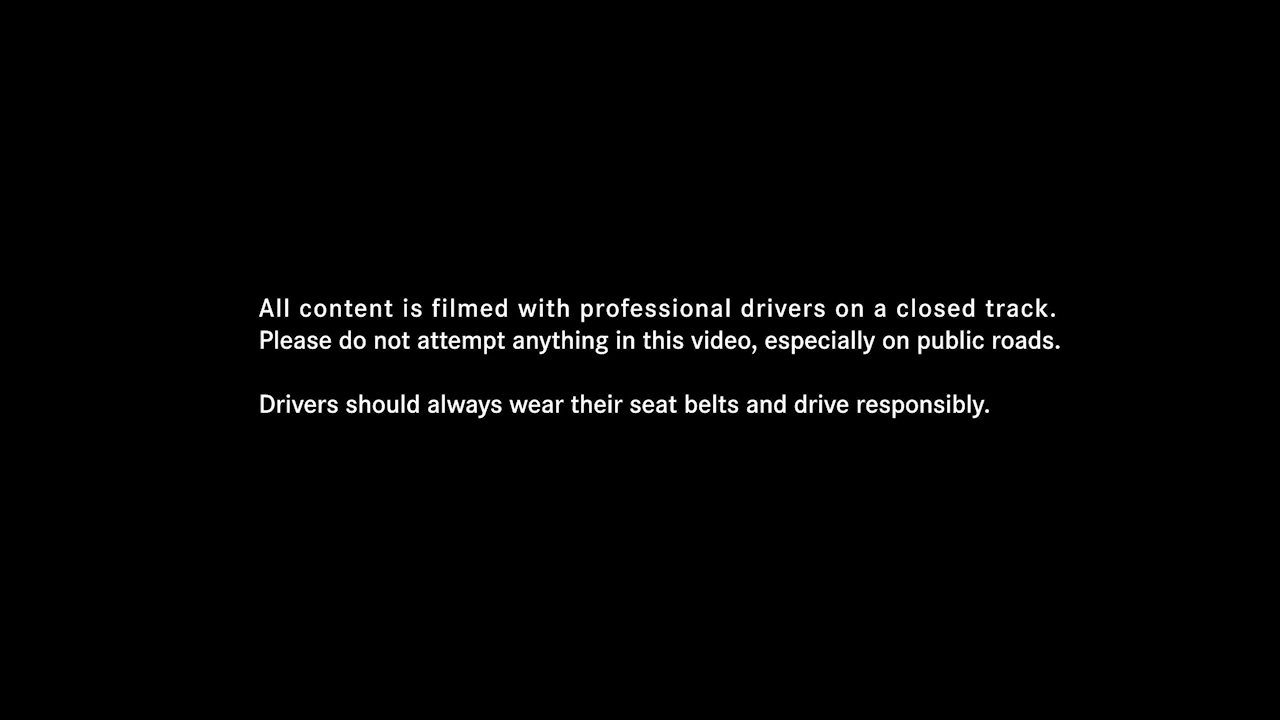 All content is filmed with professional drivers on a closed track.
Please do not attempt anything in this video, especially on public roads.
Drivers should always wear their seat belts and drive responsibly.